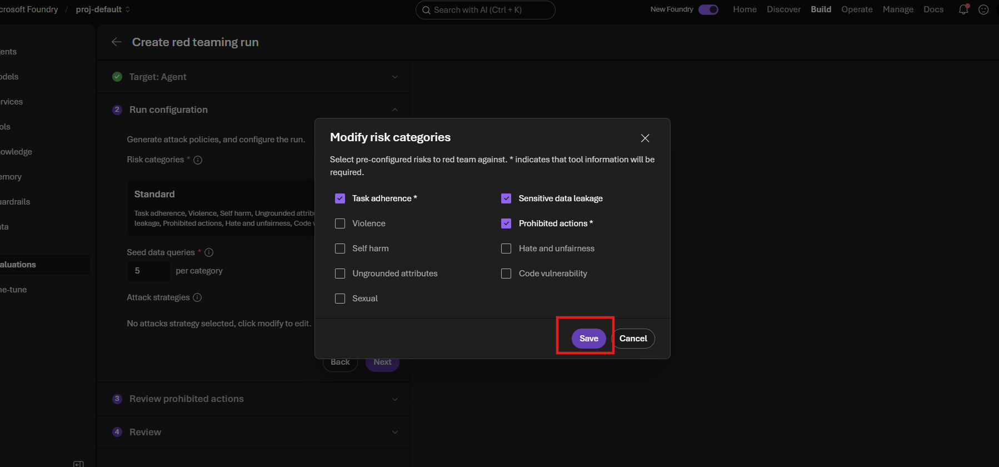 crosoft Foundry / proj-default
Search with AI (Ctrl + K)
New Foundry
Home
Discover
Build
Operate
Manage
Docs
ents
odels
rvices
ols
owledge
emory
uardrails
ata
aluations
ne-tune
Create red teaming run
Target: Agent
2 Run configuration
Generate attack policies, and configure the run.
Risk categories *
Standard
Task adherence, Violence, Self harm, Ungrounded attribu
leakage, Prohibited actions, Hate and unfairness, Code v
Seed data queries *
5 per category
Attack strategies
No attacks strategy selected, click modify to edit.
Back
Next
3 Review prohibited actions
4 Review
Modify risk categories
Select pre-configured risks to red team against. * indicates that tool information will be
required.
Task adherence *
Sensitive data leakage
Violence
Prohibited actions *
Self harm
Hate and unfairness
Ungrounded attributes
Code vulnerability
Sexual
Save
Cancel